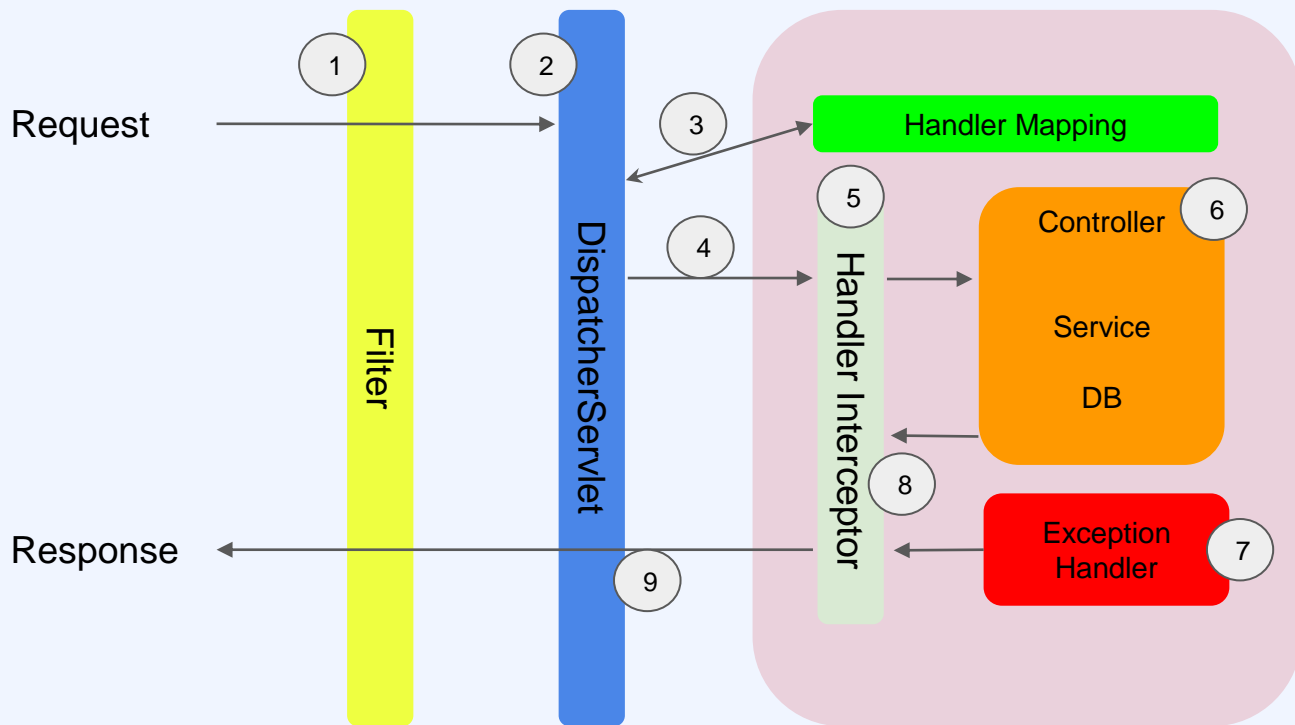 1
2
Request
3
Handler Mapping
4
5
6
Controller
Service
DB
Filter
DispatcherServlet
Handler Interceptor
8
Response
9
Exception
Handler
7